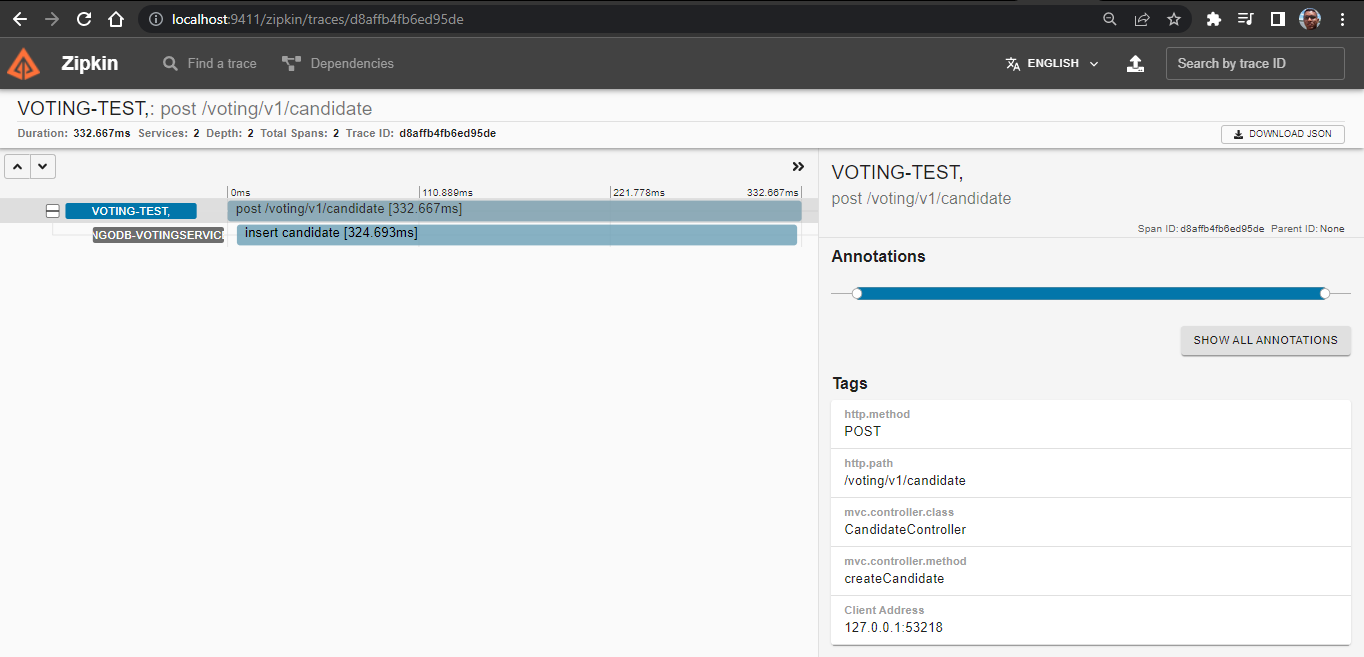 localhost:9411/zipkin/traces/d8affb4fb6ed95de
Zipkin
Find a trace
Dependencies
ENGLISH
Search by trace ID
VOTING-TEST,: post /voting/v1/candidate
Duration: 332.667ms Services: 2 Depth: 2 Total Spans: 2 Trace ID: d8affb4fb6ed95de
DOWNLOAD JSON
0ms 110.889ms 221.778ms 332.667ms
VOTING-TEST, post /voting/v1/candidate [332.667ms]
NGODB-VOTINGSERVIC insert candidate [324.693ms]
VOTING-TEST,
post /voting/v1/candidate
Span ID: d8affb4fb6ed95de Parent ID: None
Annotations
SHOW ALL ANNOTATIONS
Tags
http.method
POST
http.path
/voting/v1/candidate
mvc.controller.class
CandidateController
mvc.controller.method
createCandidate
Client Address
127.0.0.1:53218